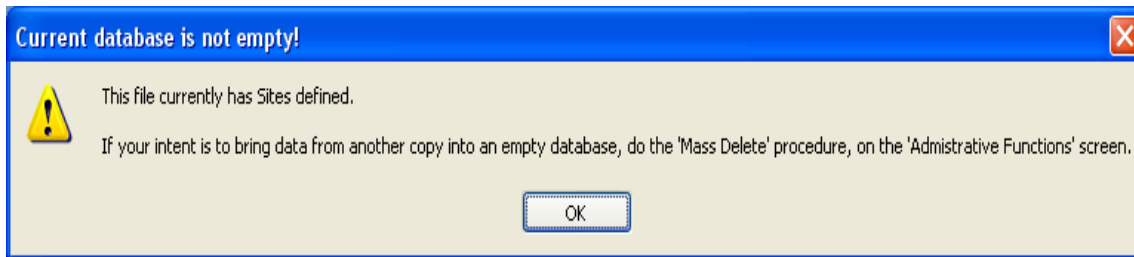 Current database is not empty!
This file currently has Sites defined.
If your intent is to bring data from another copy into an empty database, do the 'Mass Delete' procedure, on the 'Admistrative Functions' screen.
OK